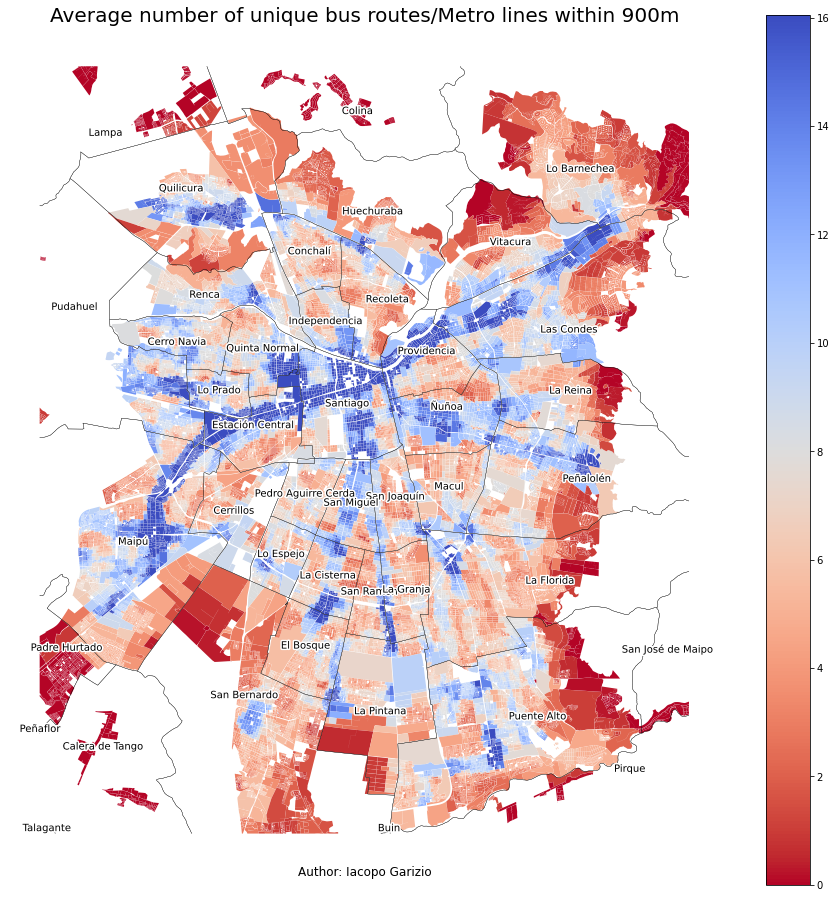 Average number of unique bus routes/Metro lines within 900m
16
14
12
10
8
6
4
2
0
Colina
Lampa
Lo Barnechea
Quilicura
Huechuraba
Vitacura
Conchalí
Renca
Recoleta
Pudahuel
Independencia
Las Condes
Cerro Navia
Quinta Normal
Providencia
Lo Prado
La Reina
Santiago
Ñuñoa
Estación Central
Peñalolén
Macul
Pedro Aguirre Cerda
San Joaquín
San Miguel
Cerrillos
Maipú
Lo Espejo
La Cisterna
La Florida
San Ram
La Granja
El Bosque
Padre Hurtado
San José de Maipo
San Bernardo
La Pintana
Puente Alto
Peñaflor
Calera de Tango
Pirque
Talagante
Buin
Author: Iacopo Garizio